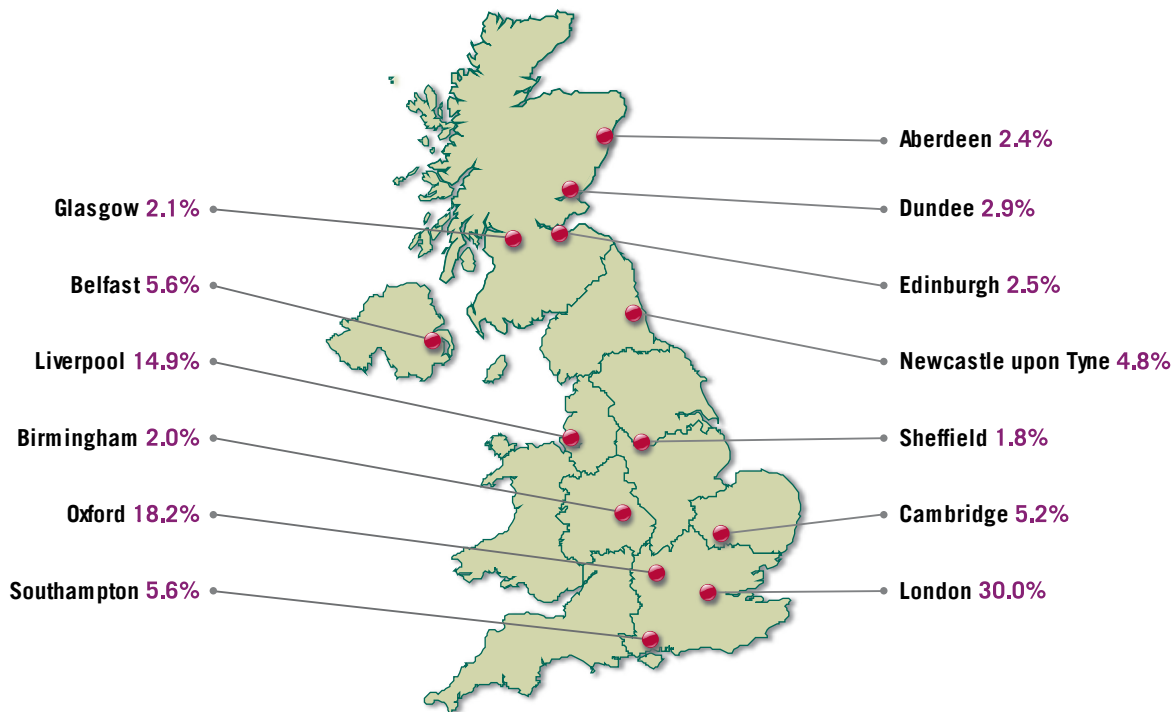 Glasgow 2.1%
Belfast 5.6%
Liverpool 14.9%
Birmingham 2.0%
Oxford 18.2%
Southampton 5.6%
Aberdeen 2.4%
Dundee 2.9%
Edinburgh 2.5%
Newcastle upon Tyne 4.8%
Sheffield 1.8%
Cambridge 5.2%
London 30.0%